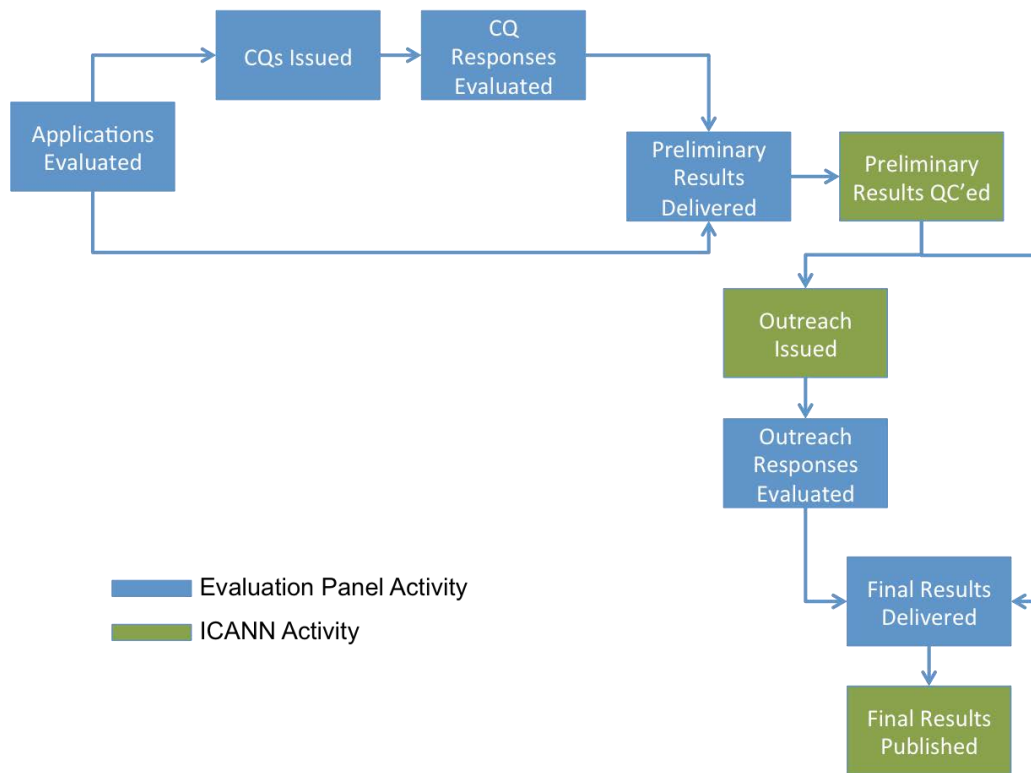 CQs Issued
CQ
Responses
Evaluated
Applications
Evaluated
Preliminary
Results
Delivered
Preliminary
Results QC’ed
Outreach
Issued
Outreach
Responses
Evaluated
Evaluation Panel Activity
ICANN Activity
Final Results
Delivered
Final Results
Published